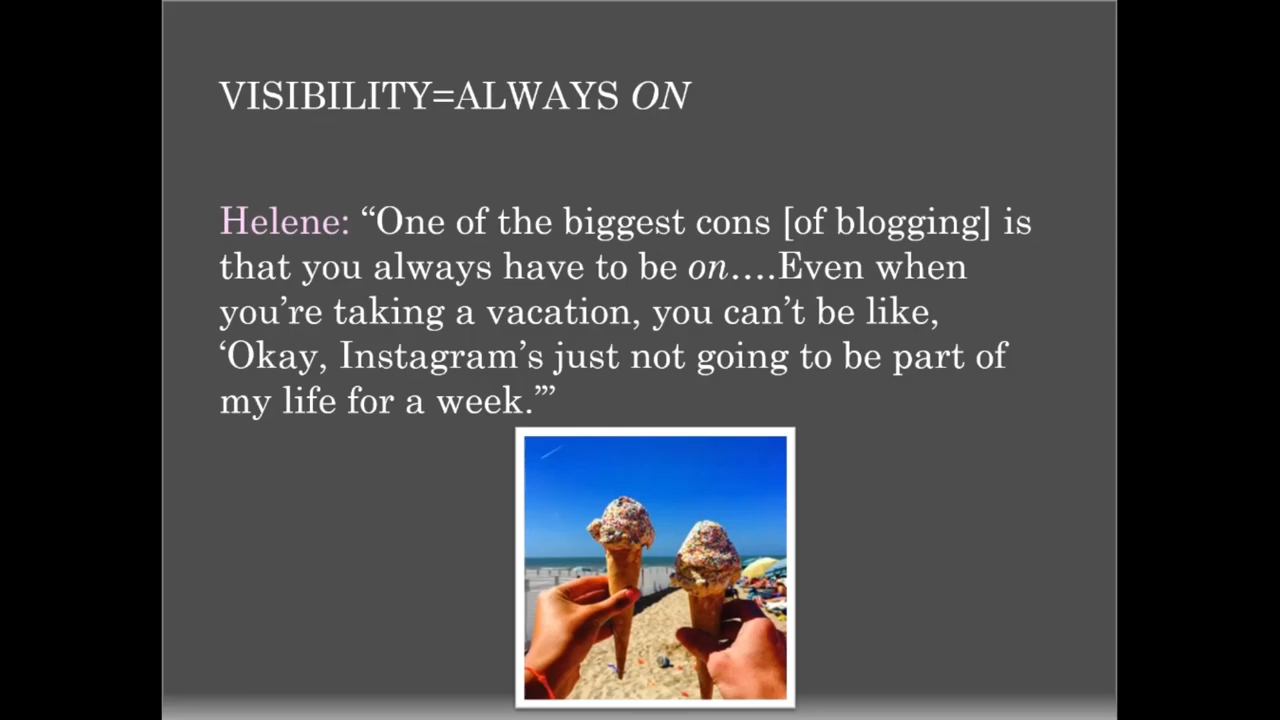 VISIBILITY=ALWAYS ON
Helene: “One of the biggest cons [of blogging] is
that you always have to be on….Even when
you’re taking a vacation, you can’t be like,
‘Okay, Instagram’s just not going to be part of
my life for a week.’”